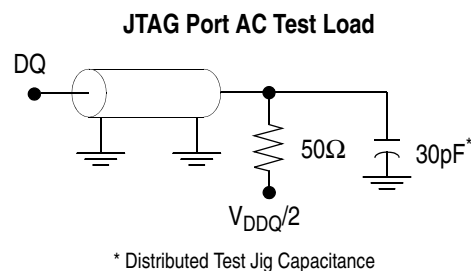 JTAG Port AC Test Load
DQ
50Ω
30pF*
VDDQ/2
* Distributed Test Jig Capacitance